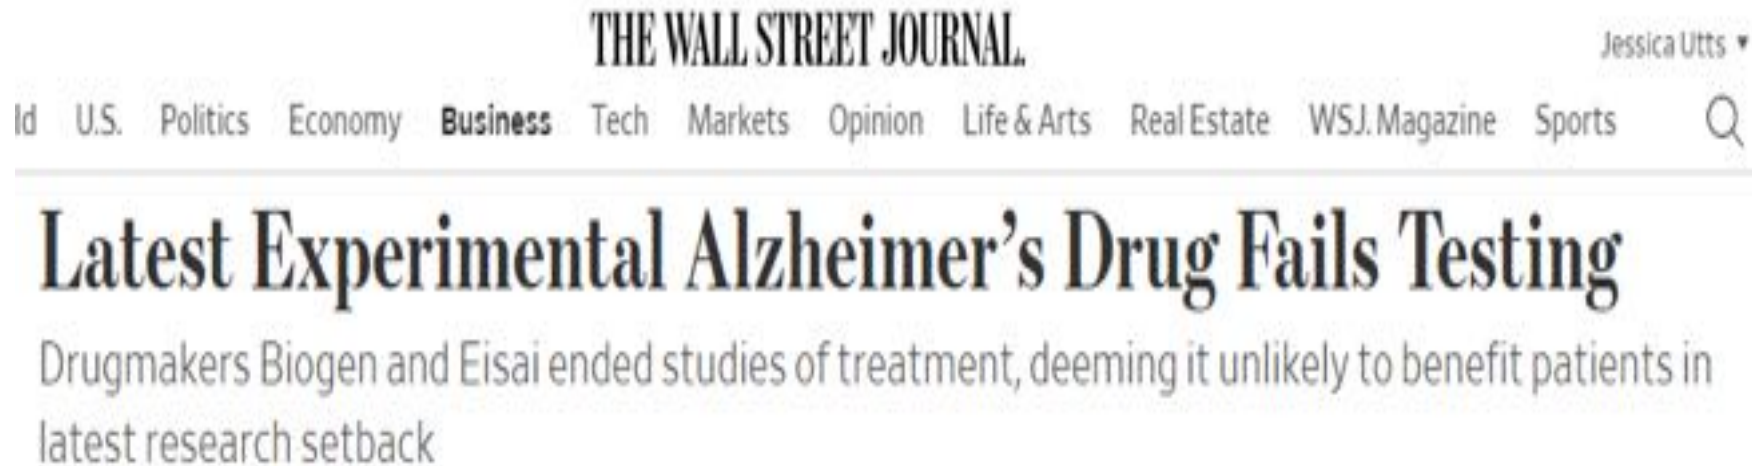 THE WALL STREET JOURNAL.
Jessica Utts ▾
ld U.S. Politics Economy Business Tech Markets Opinion Life & Arts Real Estate WSJ. Magazine Sports
Latest Experimental Alzheimer’s Drug Fails Testing
Drugmakers Biogen and Eisai ended studies of treatment, deeming it unlikely to benefit patients in
latest research setback